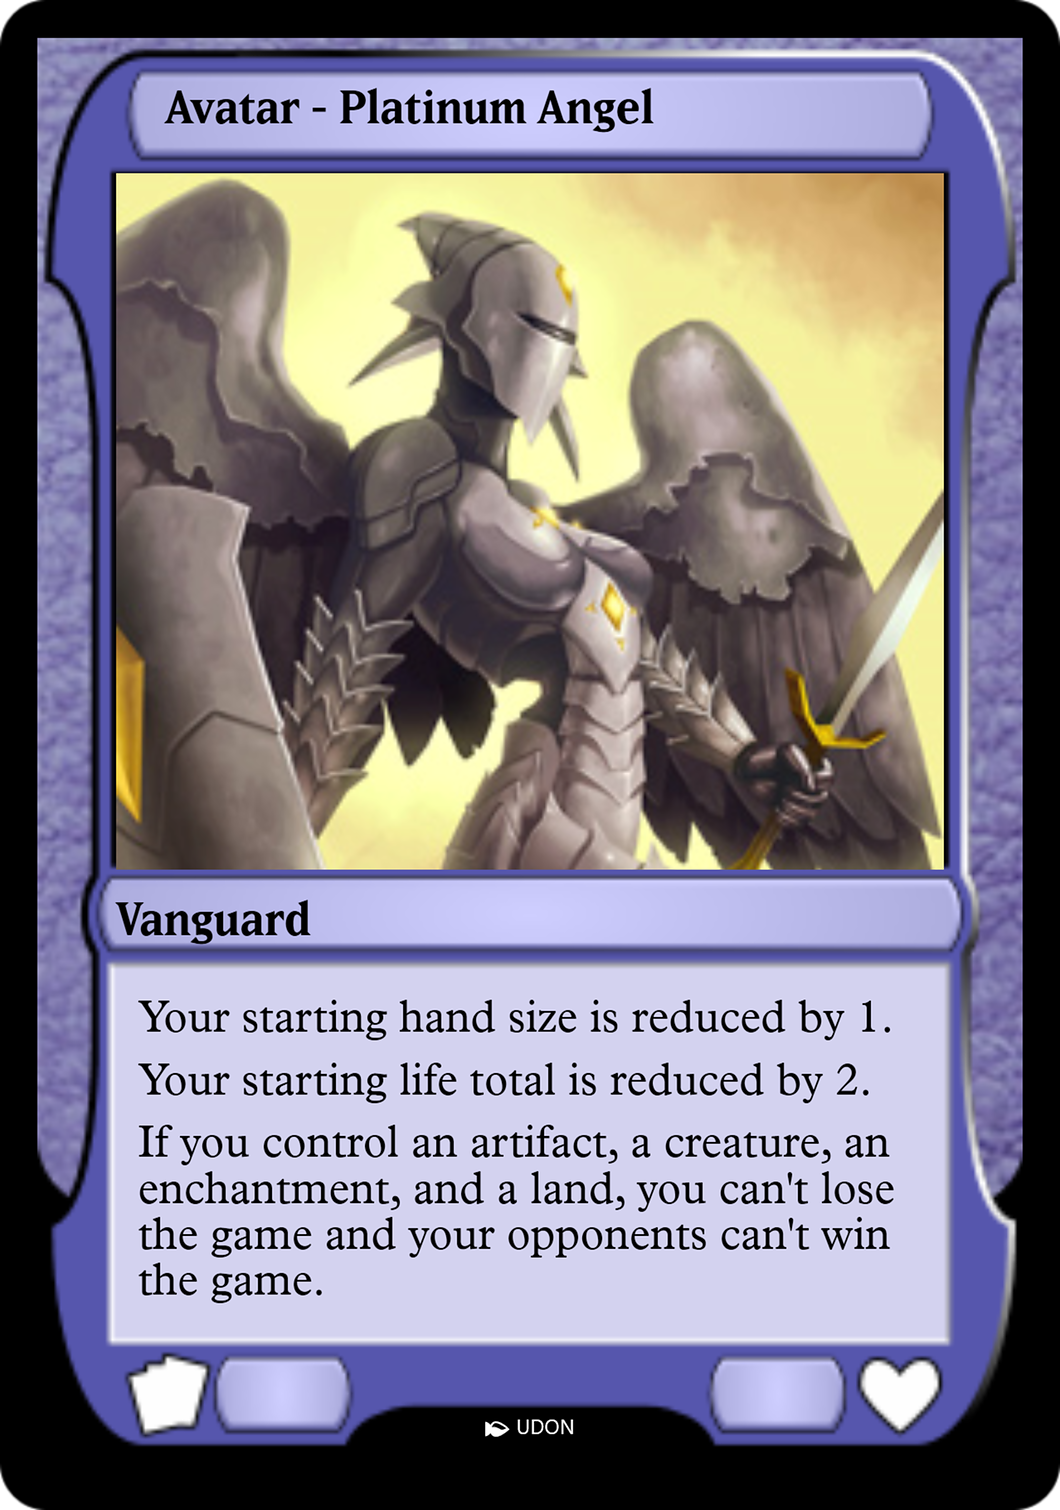 Avatar - Platinum Angel
Vanguard
Your starting hand size is reduced by 1.
Your starting life total is reduced by 2.
If you control an artifact, a creature, an
enchantment, and a land, you can't lose
the game and your opponents can't win
the game.
UDON